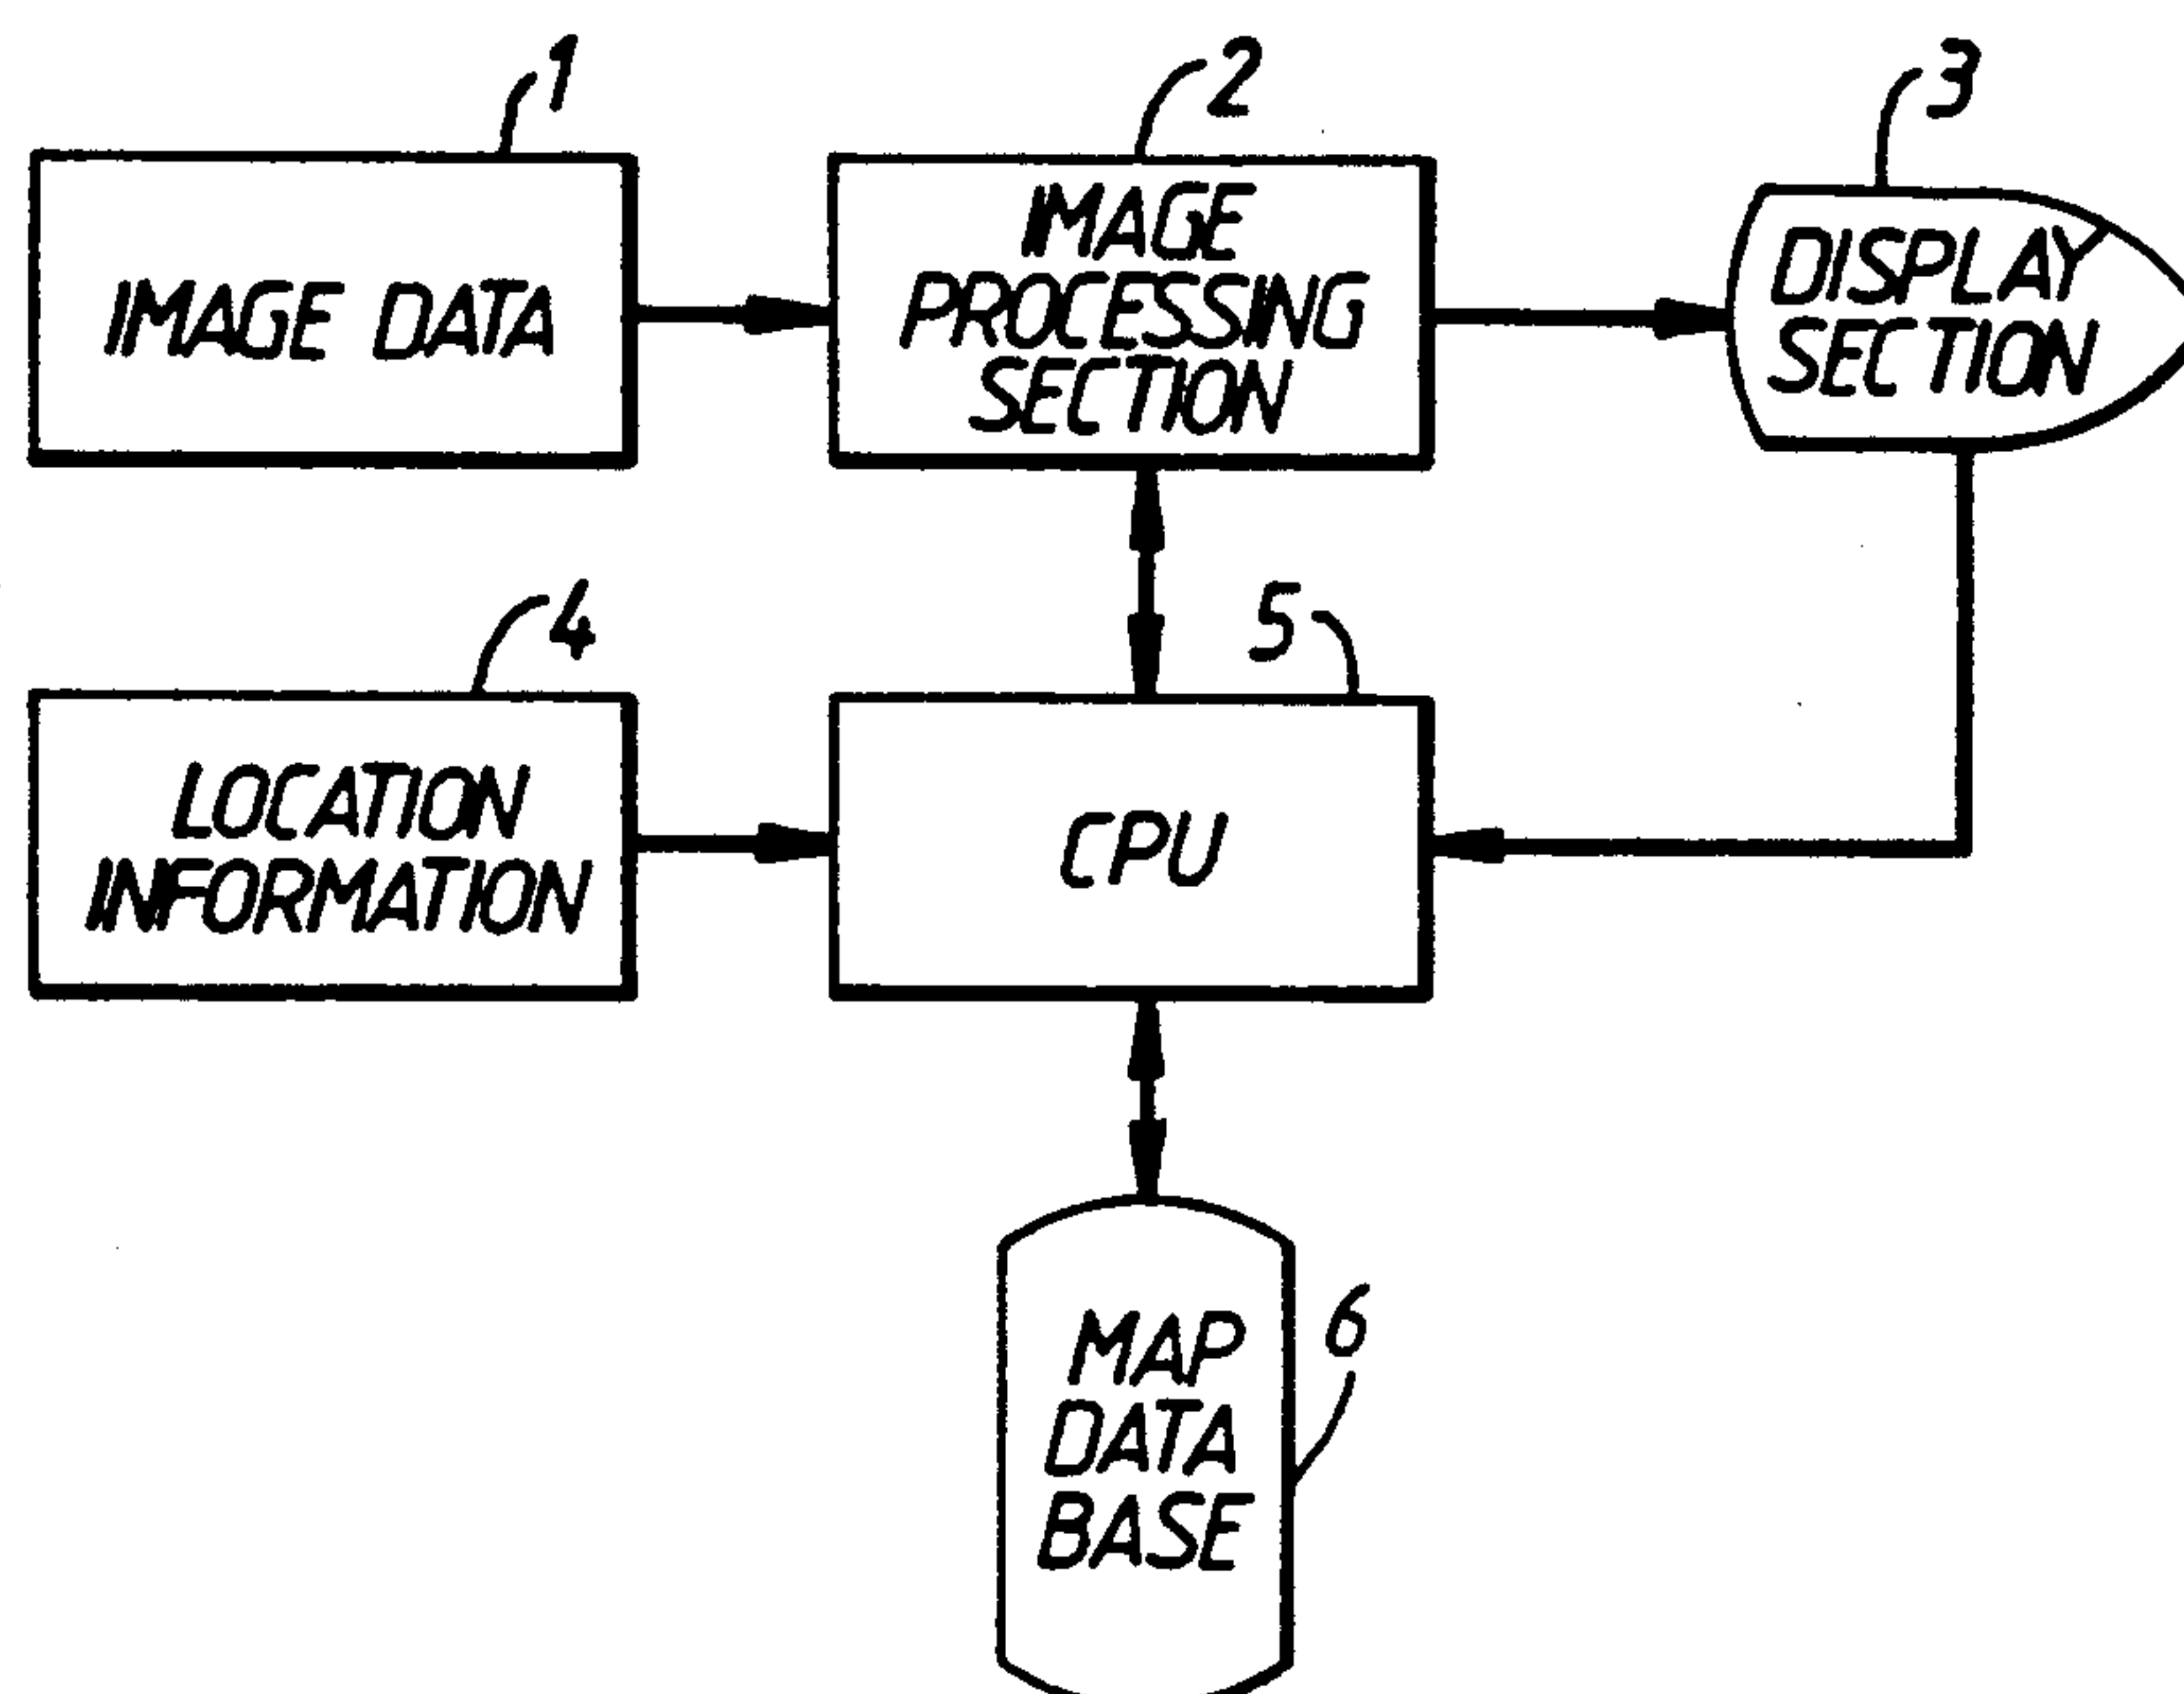 1
2
3
IMAGE DATA
IMAGE
PROCESSING
SECTION
DISPLAY
SECTION
4
5
LOCATION
INFORMATION
CPU
6
MAP
DATA
BASE